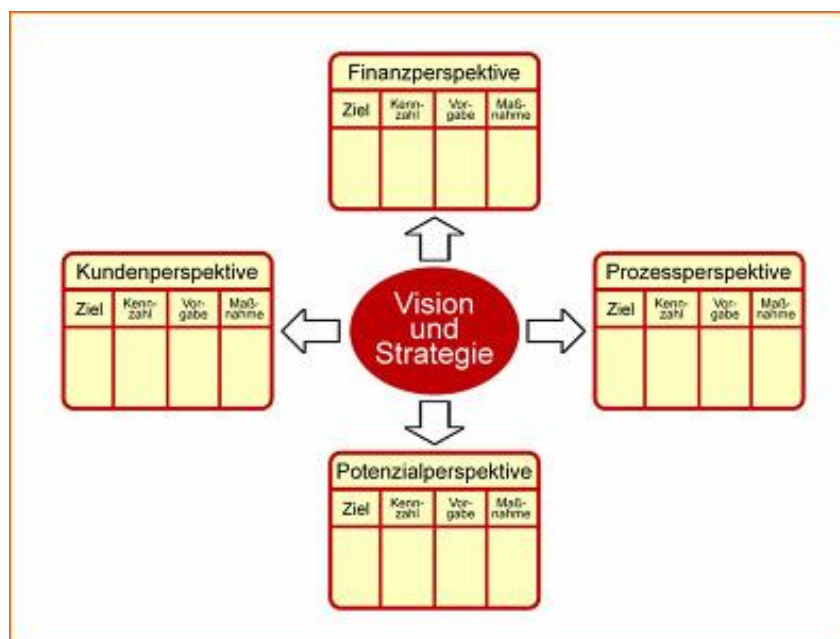 Finanzperspektive
Ziel
Kenn-
zahl
Vor-
gabe
Maß-
nahme
Kundenperspektive
Ziel
Kenn-
zahl
Vor-
gabe
Maß-
nahme
Vision
und
Strategie
Prozessperspektive
Ziel
Kenn-
zahl
Vor-
gabe
Maß-
nahme
Potenzialperspektive
Ziel
Kenn-
zahl
Vor-
gabe
Maß-
nahme